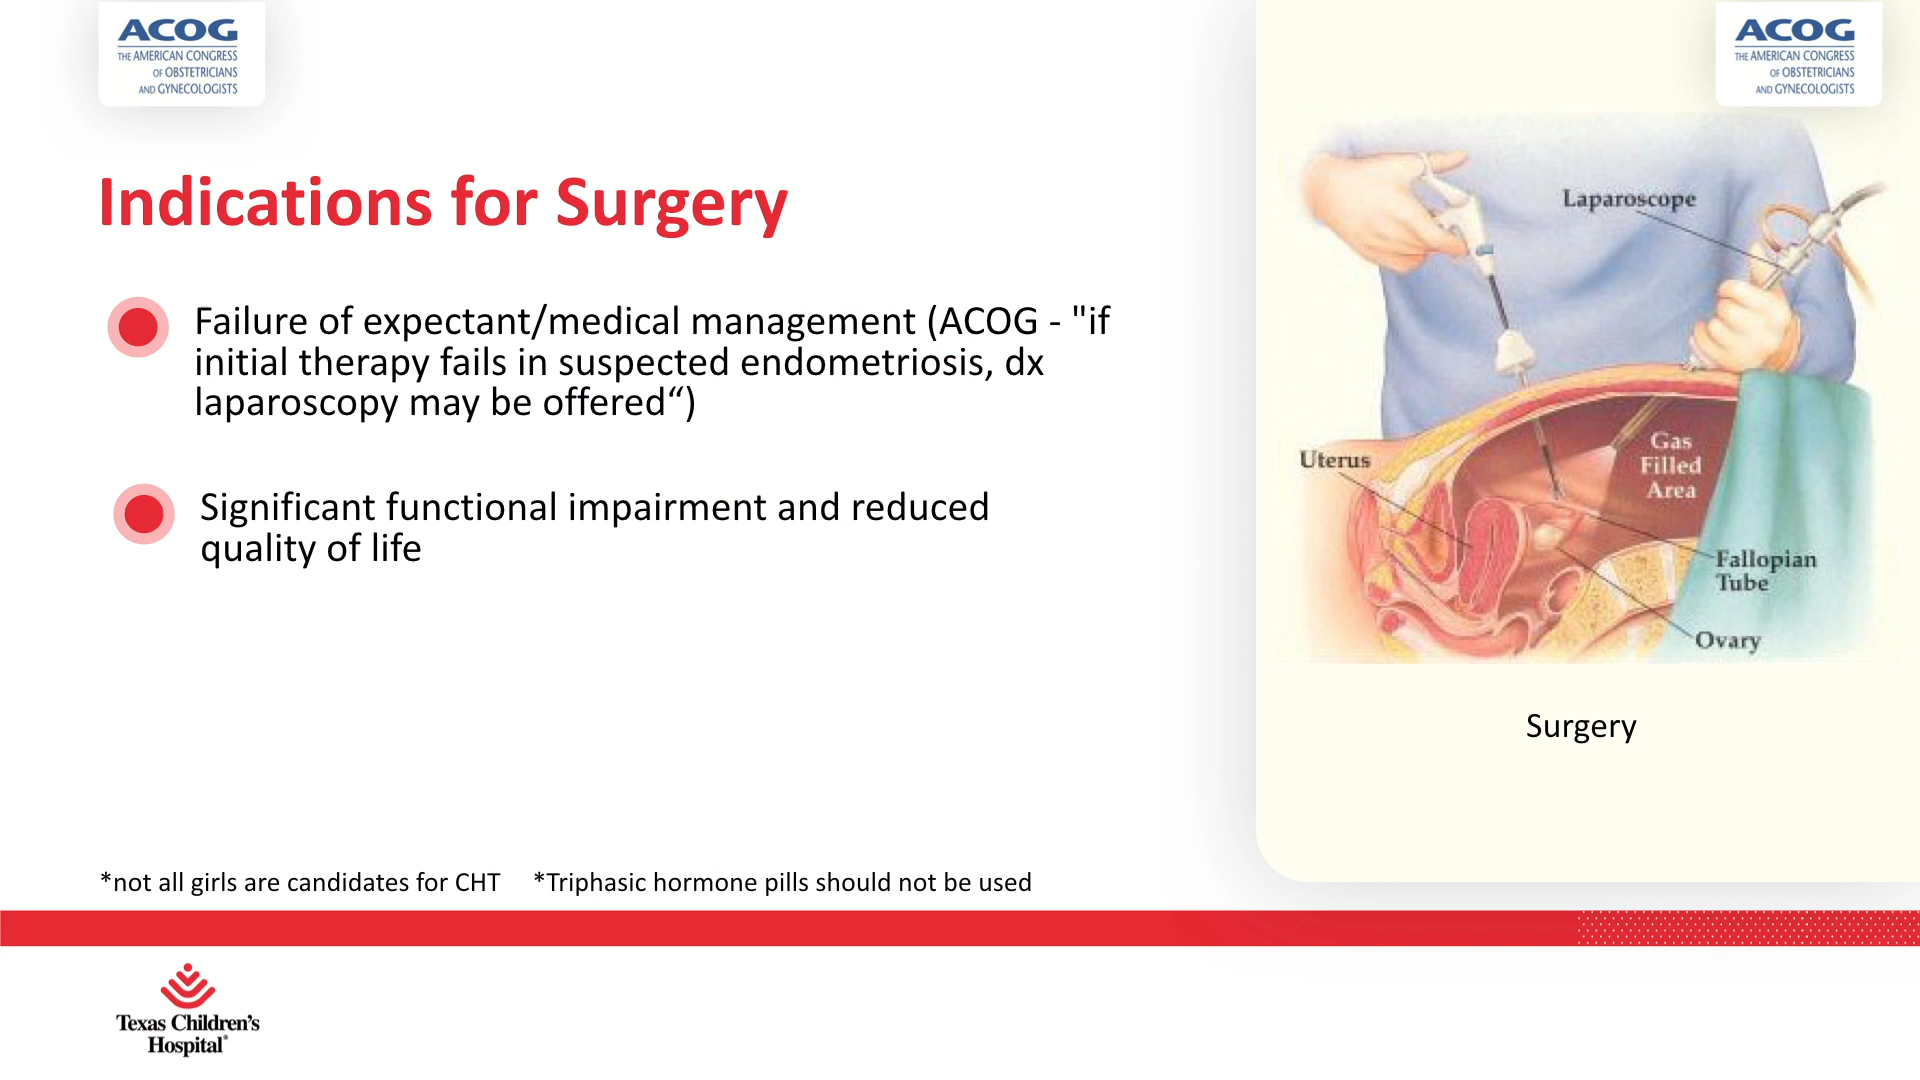 ACOG
THE AMERICAN CONGRESS
OF OBSTETRICIANS
AND GYNECOLOGISTS
ACOG
THE AMERICAN CONGRESS
OF OBSTETRICIANS
AND GYNECOLOGISTS
Indications for Surgery
Failure of expectant/medical management (ACOG - "if
initial therapy fails in suspected endometriosis, dx
laparoscopy may be offered“)
Significant functional impairment and reduced
quality of life
Laparoscope
Uterus
Gas
Filled
Area
Fallopian
Tube
Ovary
Surgery
*not all girls are candidates for CHT *Triphasic hormone pills should not be used
Texas Children's
Hospital®